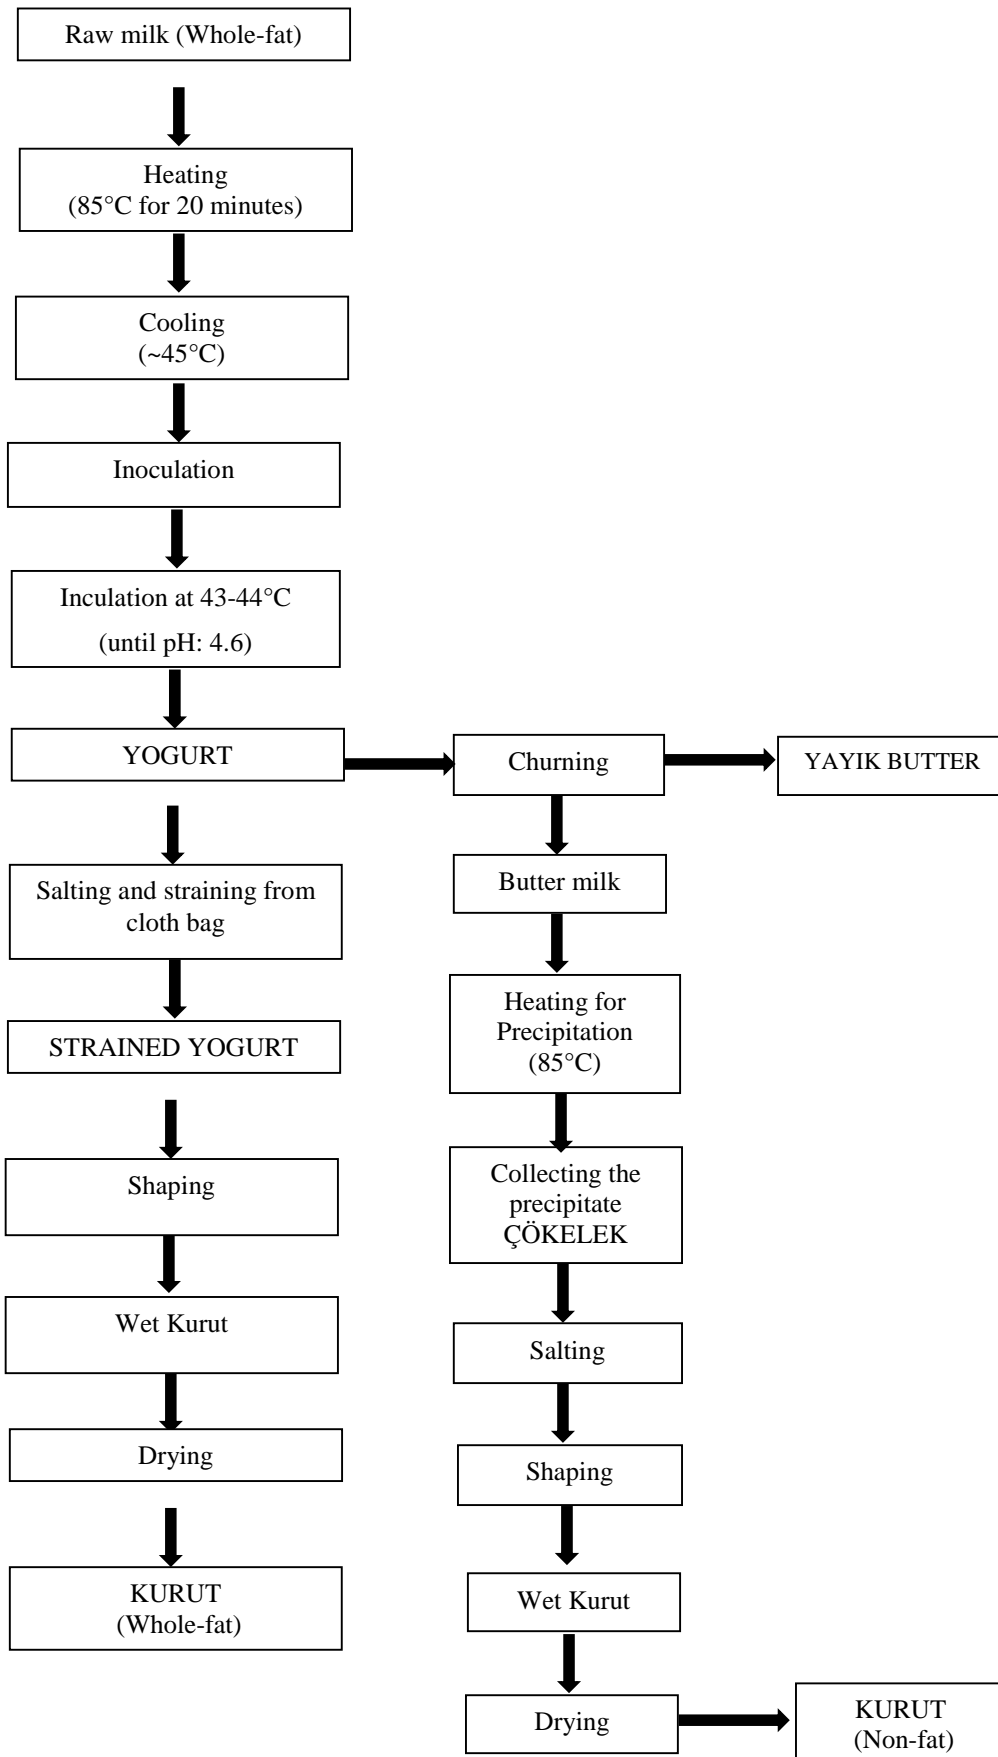 Raw milk (Whole-fat)
Heating
(85°C for 20 minutes)
Cooling
(~45°C)
Inoculation
Inculation at 43-44°C
(until pH: 4.6)
YOGURT
Salting and straining from
cloth bag
STRAINED YOGURT
Shaping
Wet Kurut
Drying
KURUT
(Whole-fat)
Churning
YAYIK BUTTER
Butter milk
Heating for
Precipitation
(85°C)
Collecting the
precipitate
ÇÖKELEK
Salting
Shaping
Wet Kurut
Drying
KURUT
(Non-fat)